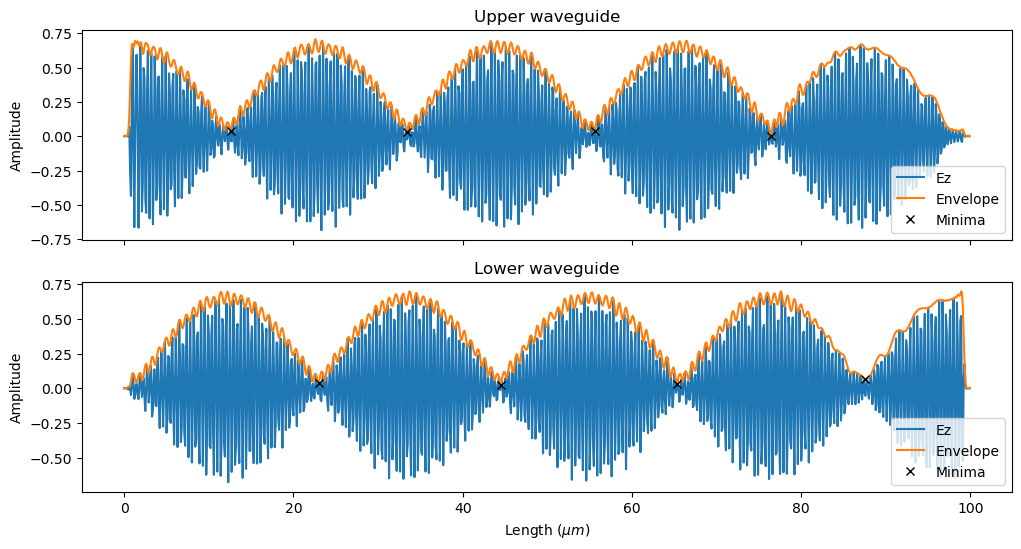 Upper waveguide
0.75
0.50
0.25
0.00
−0.25
−0.50
−0.75
Amplitude
Ez
Envelope
Minima
Lower waveguide
0.75
0.50
0.25
0.00
−0.25
−0.50
Amplitude
Ez
Envelope
Minima
0 20 40 60 80 100
Length (μm)